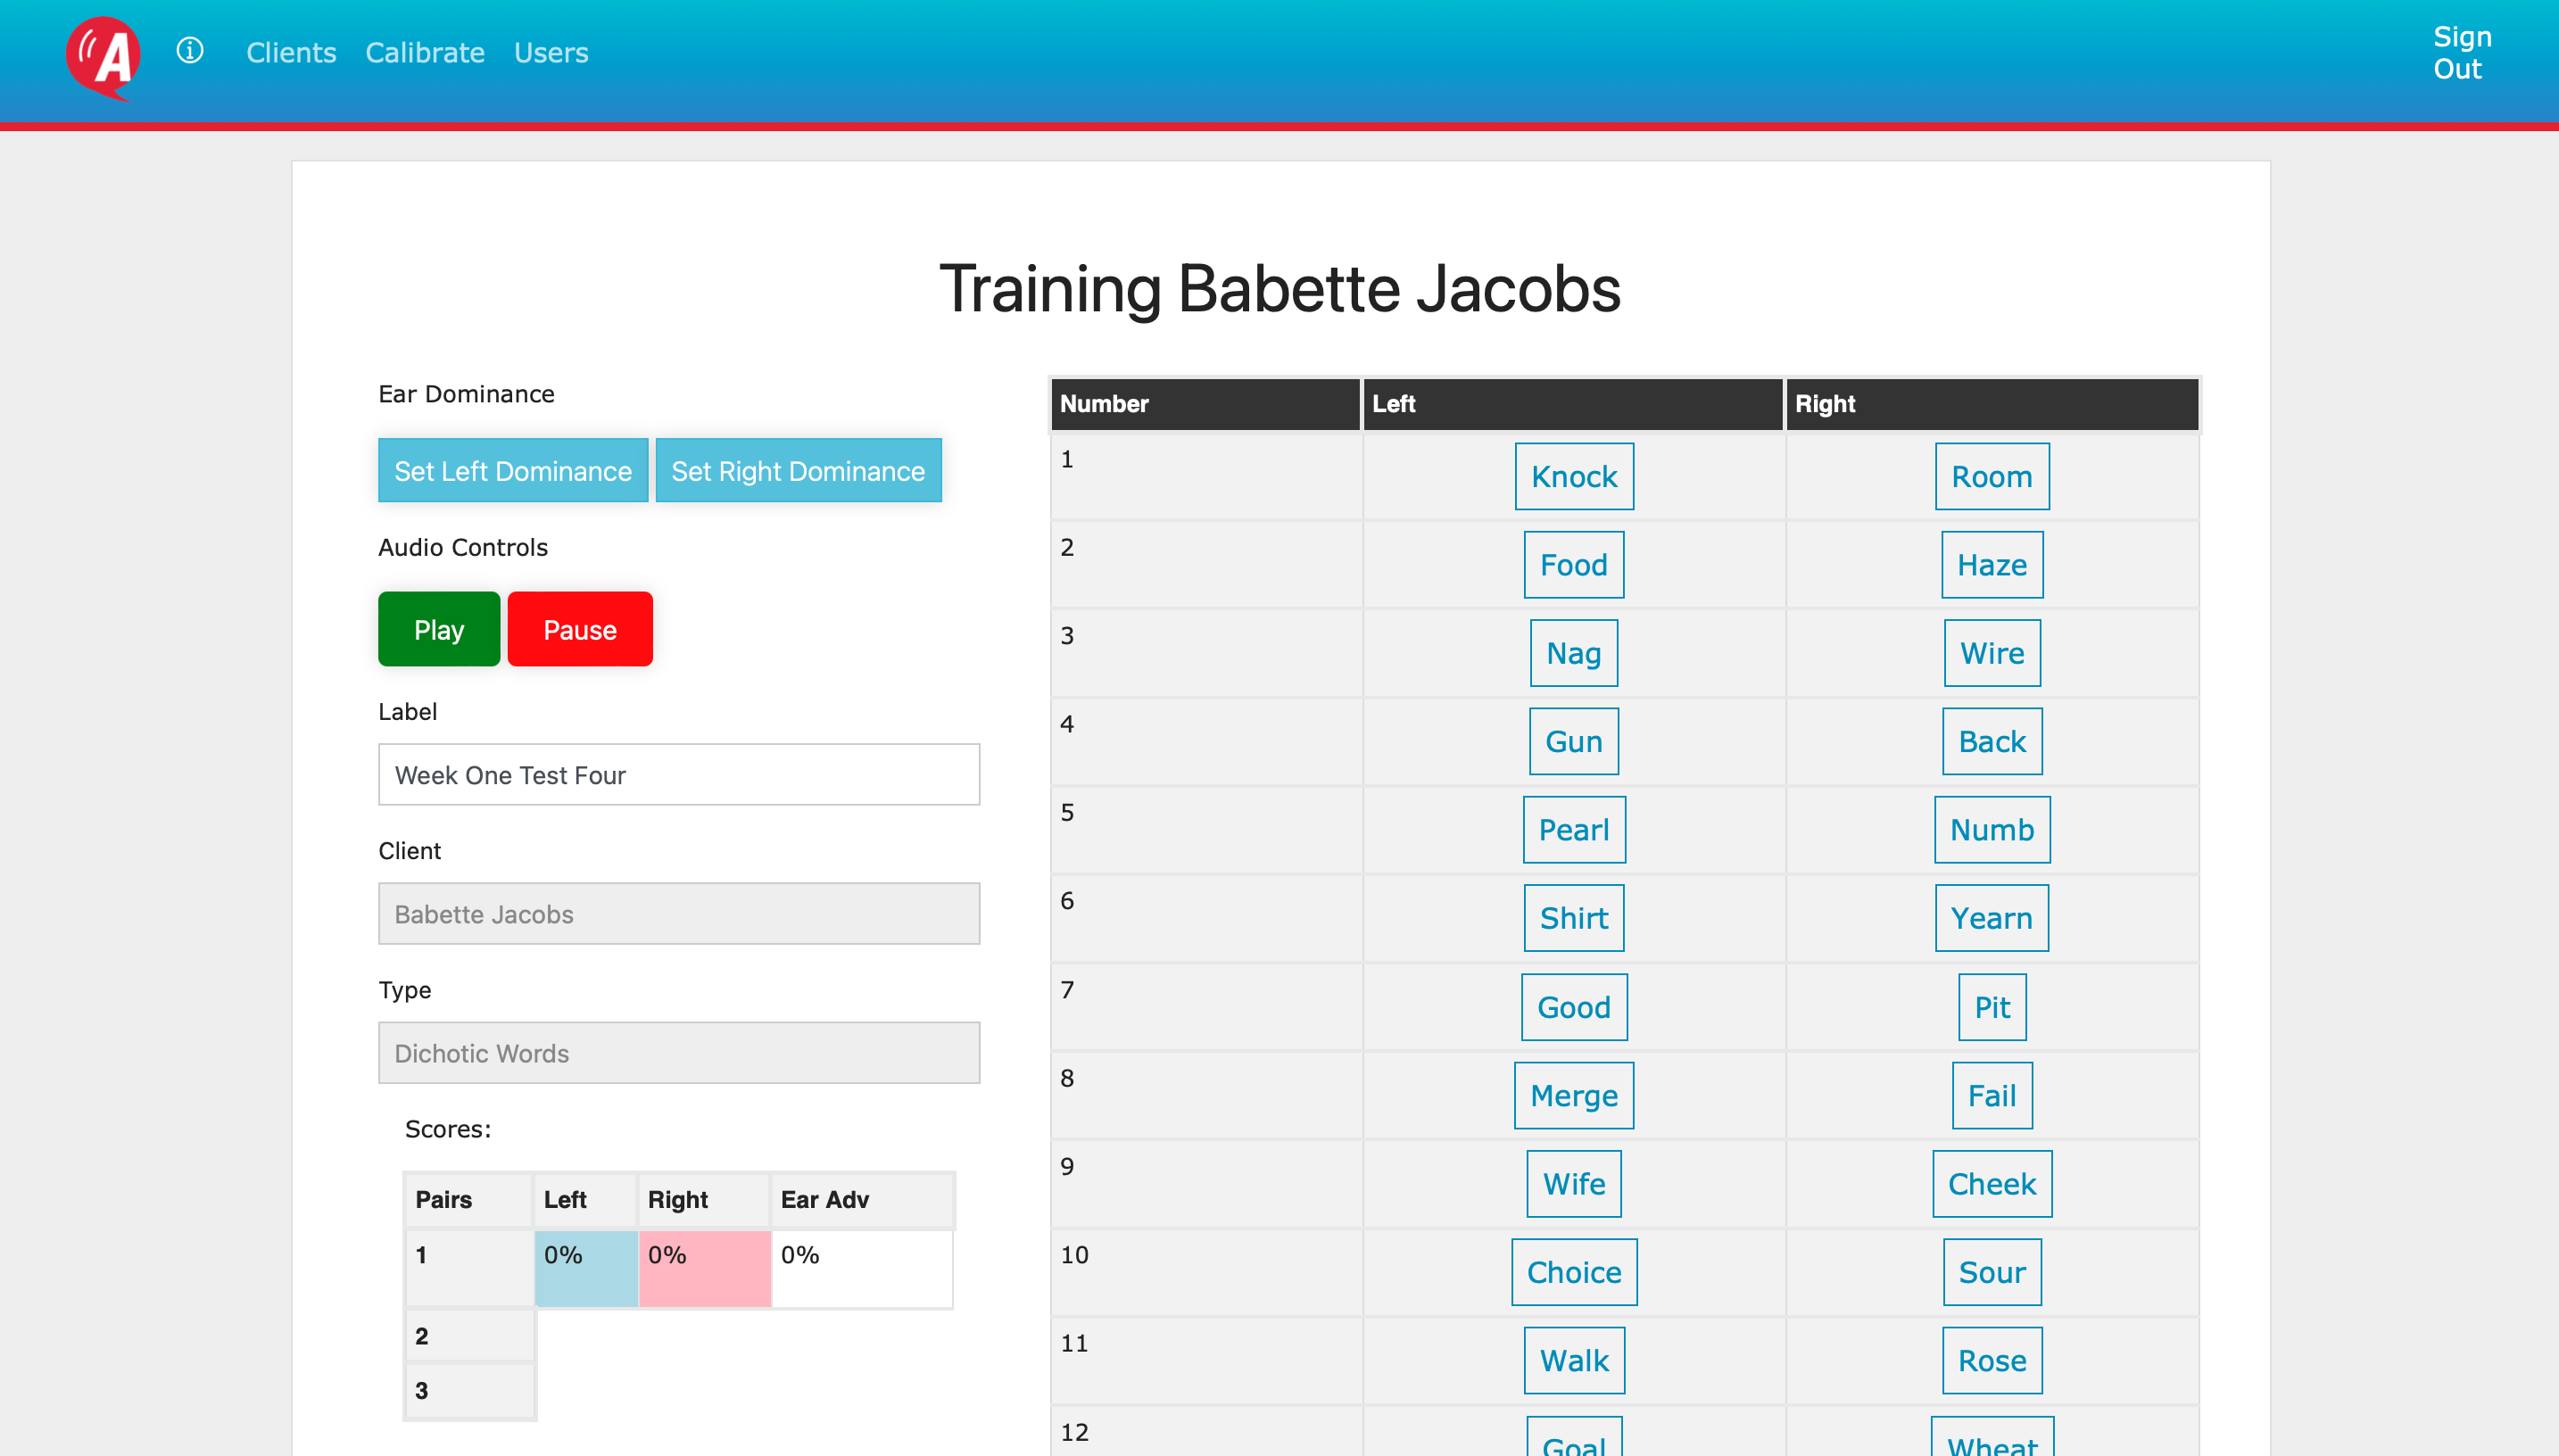 A
Clients Calibrate Users
Sign
Out
Training Babette Jacobs
Ear Dominance
Set Left Dominance Set Right Dominance
Audio Controls
Play Pause
Label
Week One Test Four
Client
Babette Jacobs
Type
Dichotic Words
Scores:
Pairs Left Right Ear Adv
1 0% 0% 0%
2
3
Number Left Right
1 Knock Room
2 Food Haze
3 Nag Wire
4 Gun Back
5 Pearl Numb
6 Shirt Yearn
7 Good Pit
8 Merge Fail
9 Wife Cheek
10 Choice Sour
11 Walk Rose
12 Goal Wheat